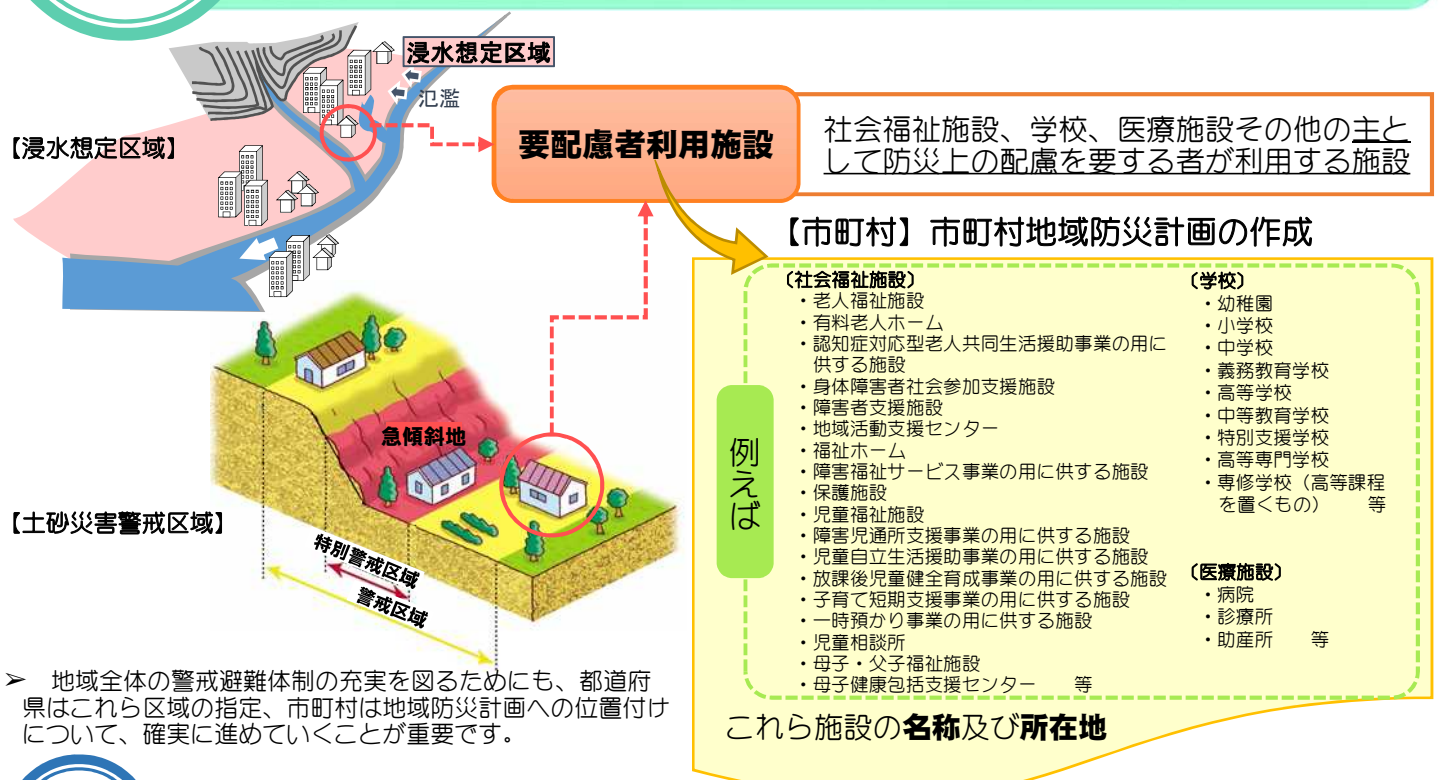 浸水想定区域
氾濫
【浸水想定区域】
要配慮者利用施設
社会福祉施設、学校、医療施設その他の主と
して防災上の配慮を要する者が利用する施設
【市町村】市町村地域防災計画の作成
例えば
〔社会福祉施設〕
・老人福祉施設
・有料老人ホーム
・認知症対応型老人共同生活援助事業の用に
供する施設
・身体障害者社会参加支援施設
・障害者支援施設
・地域活動支援センター
・福祉ホーム
・障害福祉サービス事業の用に供する施設
・保護施設
・児童福祉施設
・障害児通所支援事業の用に供する施設
・児童自立生活援助事業の用に供する施設
・放課後児童健全育成事業の用に供する施設
・子育て短期支援事業の用に供する施設
・一時預かり事業の用に供する施設
・児童相談所
・母子・父子福祉施設
・母子健康包括支援センター　等
〔学校〕
・幼稚園
・小学校
・中学校
・義務教育学校
・高等学校
・中等教育学校
・特別支援学校
・高等専門学校
・専修学校（高等課程
を置くもの）　等
〔医療施設〕
・病院
・診療所
・助産所　等
これら施設の名称及び所在地
急傾斜地
【土砂災害警戒区域】
特別警戒区域
警戒区域
➢　地域全体の警戒避難体制の充実を図るためにも、都道府
県はこれら区域の指定、市町村は地域防災計画への位置付け
について、確実に進めていくことが重要です。